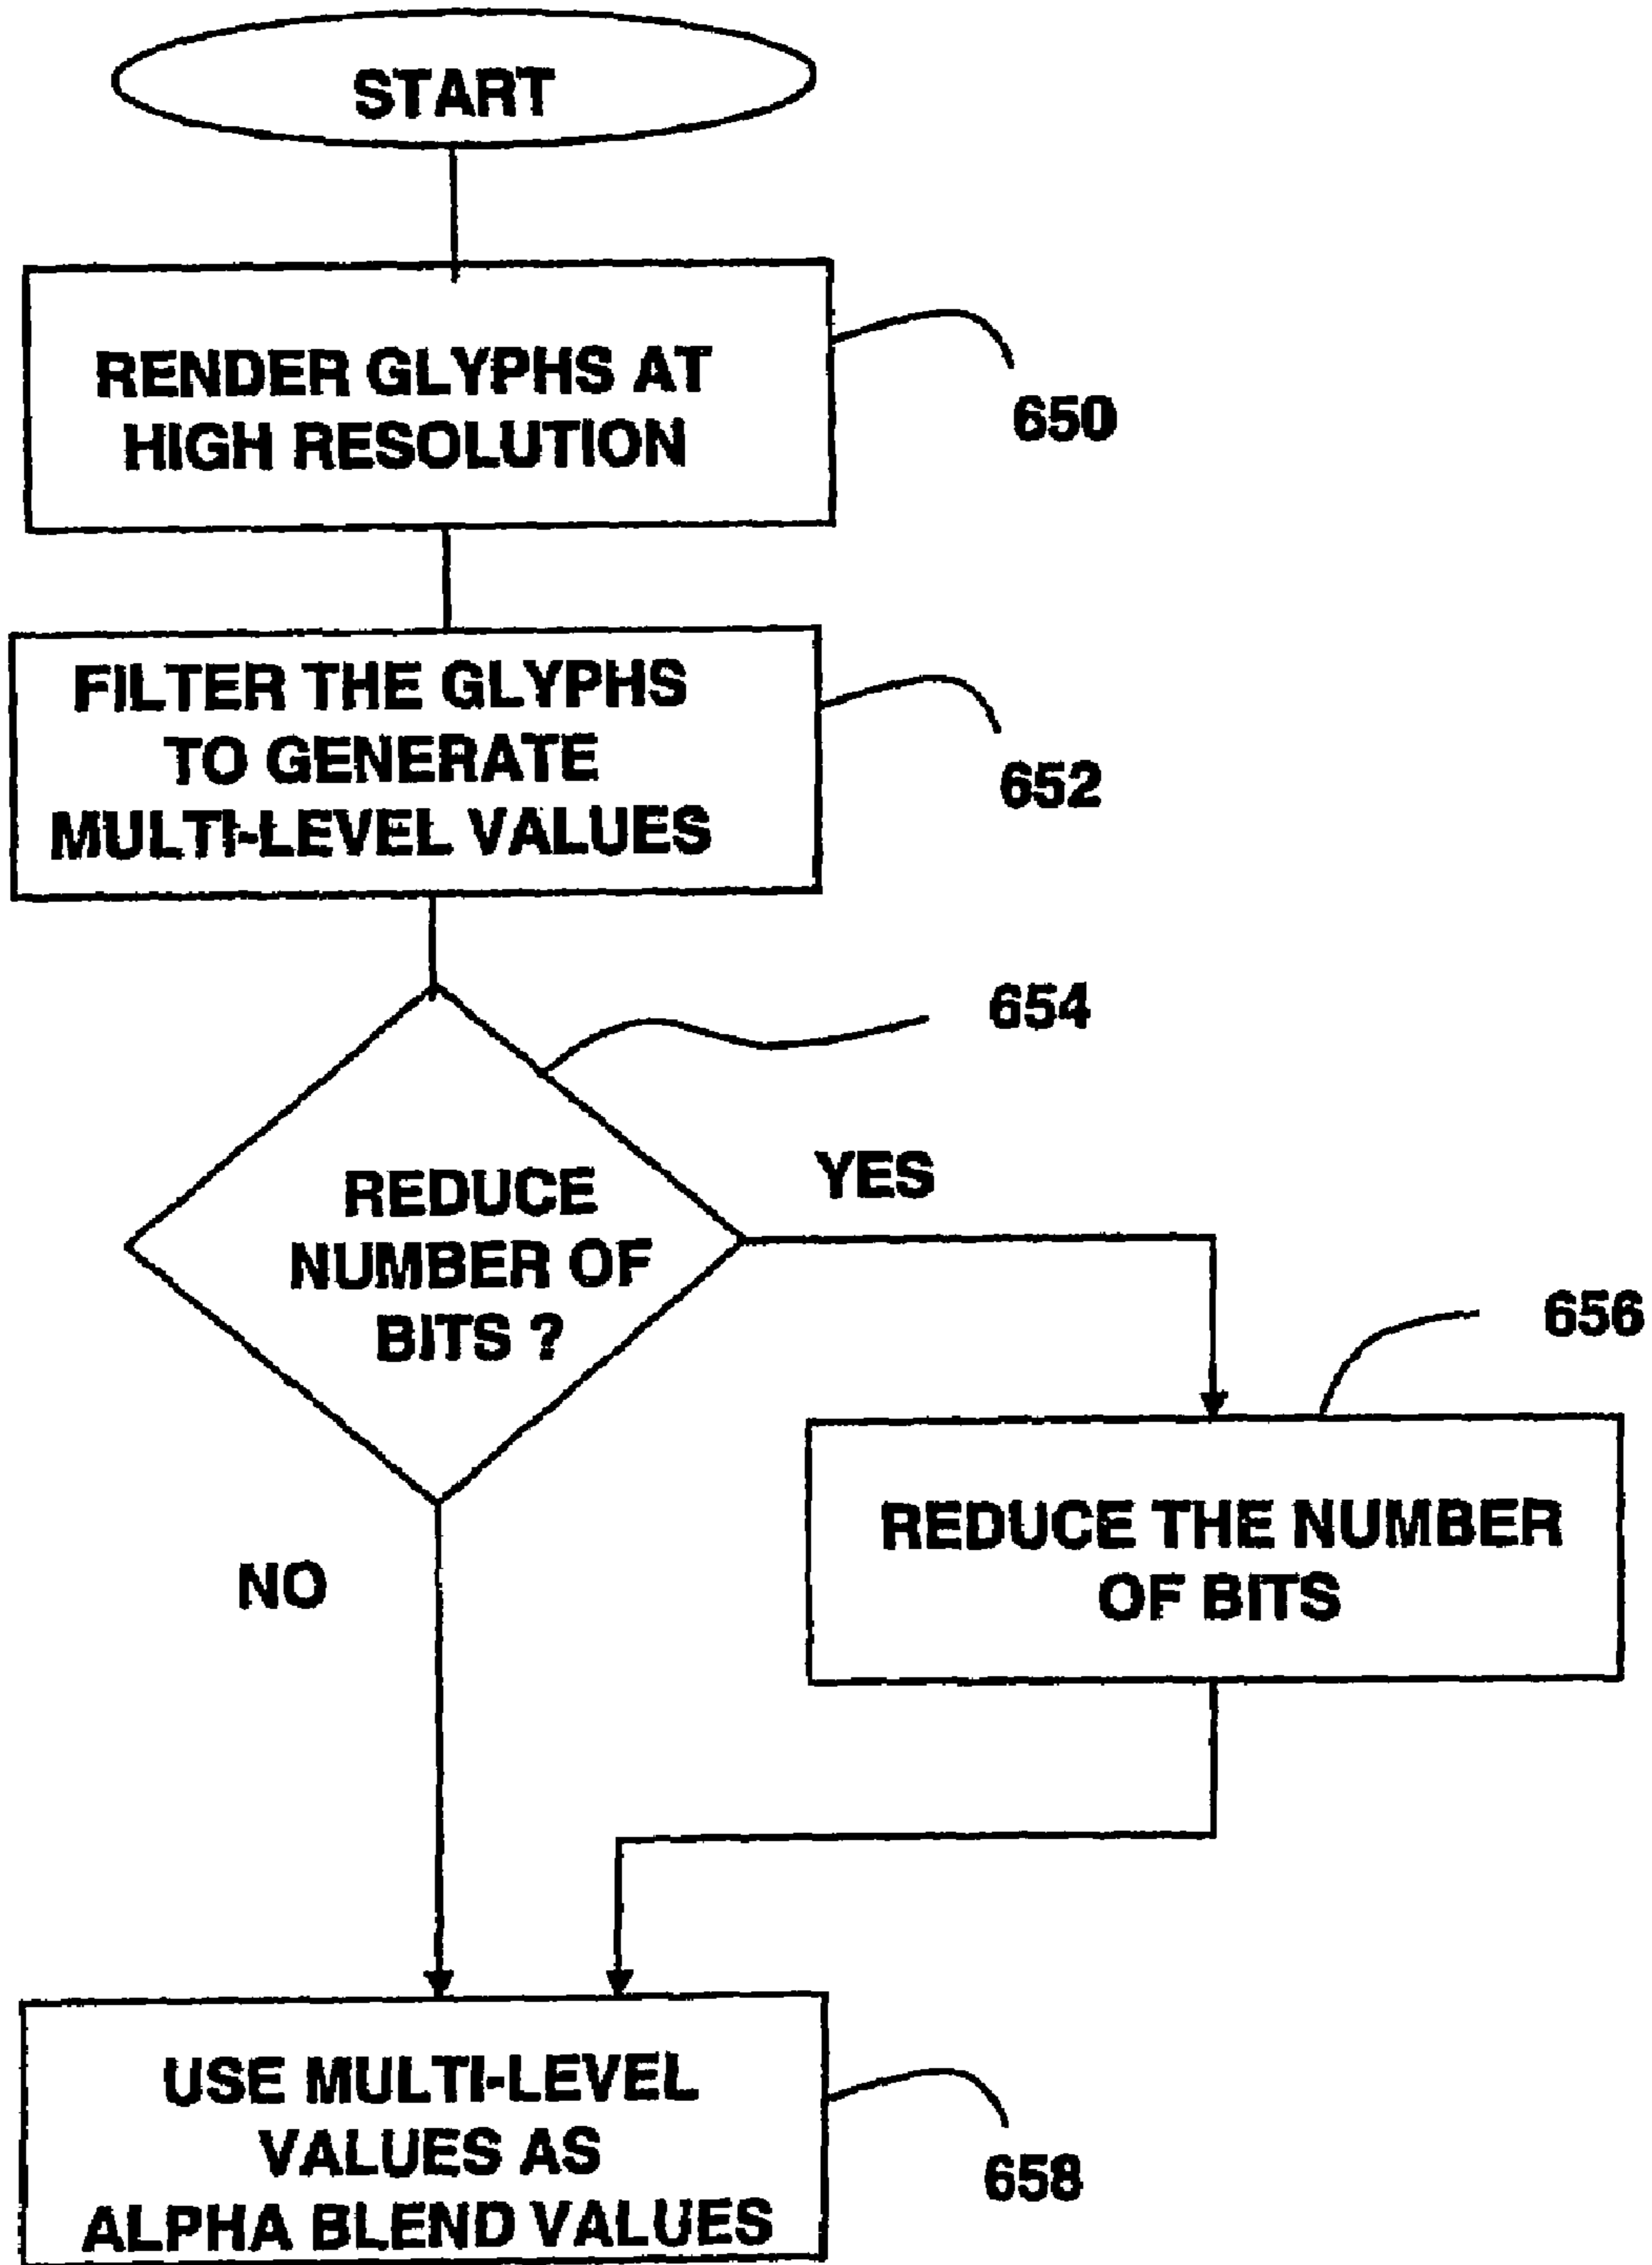 START
RENDER GLYPHS AT
HIGH RESOLUTION
650
FILTER THE GLYPHS
TO GENERATE
MULTI-LEVEL VALUES
652
654
REDUCE
NUMBER OF
BITS ?
YES
656
REDUCE THE NUMBER
OF BITS
NO
USE MULTI-LEVEL
VALUES AS
ALPHA BLEND VALUES
658